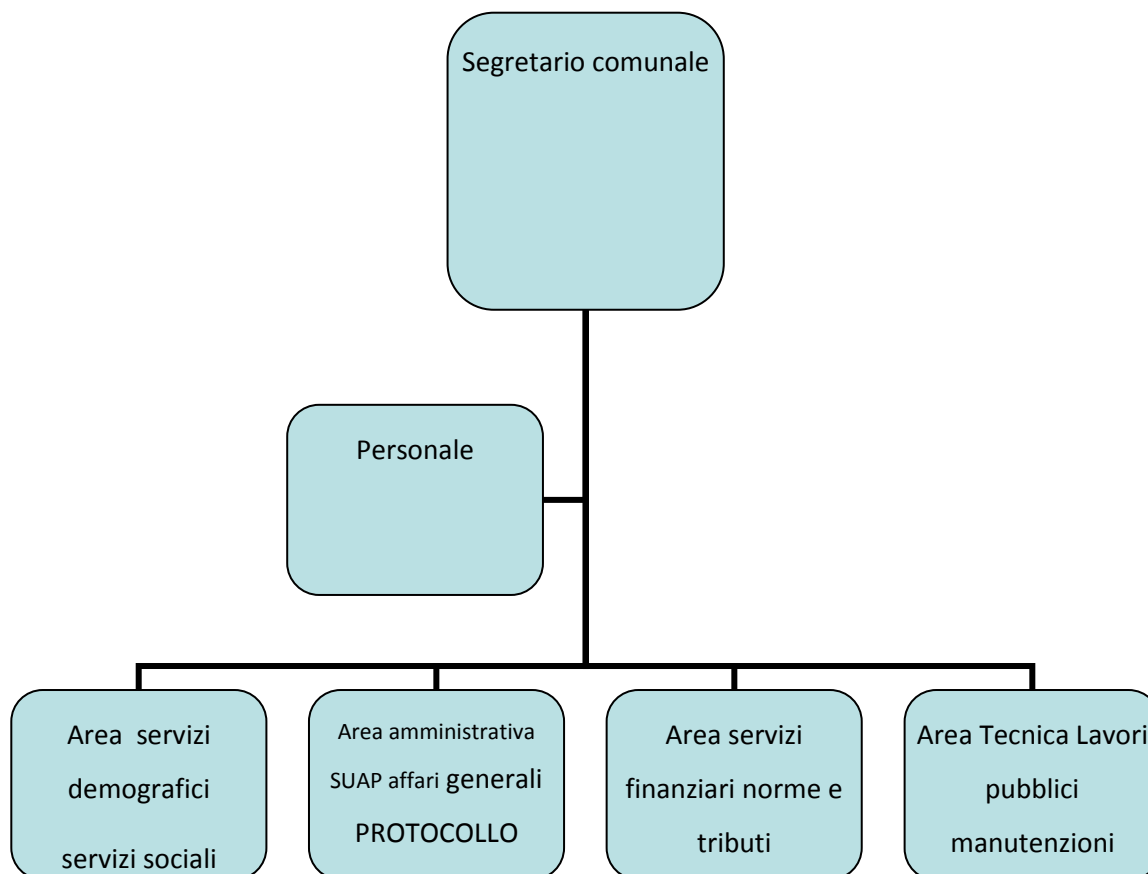 Segretario comunale
Personale
Area servizi
demografici
servizi sociali
Area amministrativa
SUAP affari generali
PROTOCOLLO
Area servizi
finanziari norme e
tributi
Area Tecnica Lavori
pubblici
manutenzioni